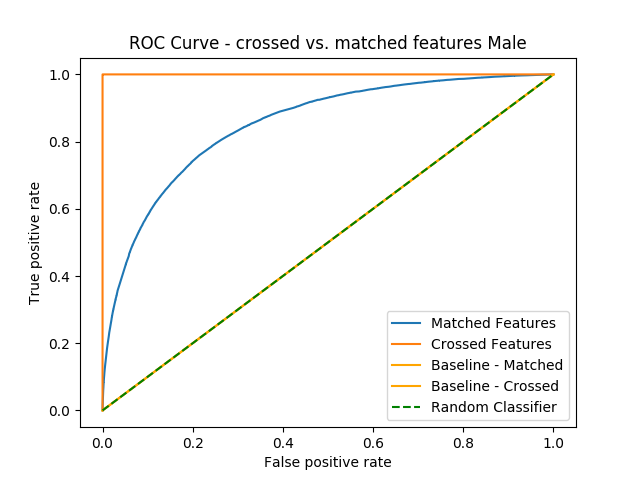 ROC Curve - crossed vs. matched features Male
1.0
0.8
0.6
0.4
0.2
0.0
True positive rate
Matched Features
Crossed Features
Baseline - Matched
Baseline - Crossed
Random Classifier
0.0 0.2 0.4 0.6 0.8 1.0
False positive rate